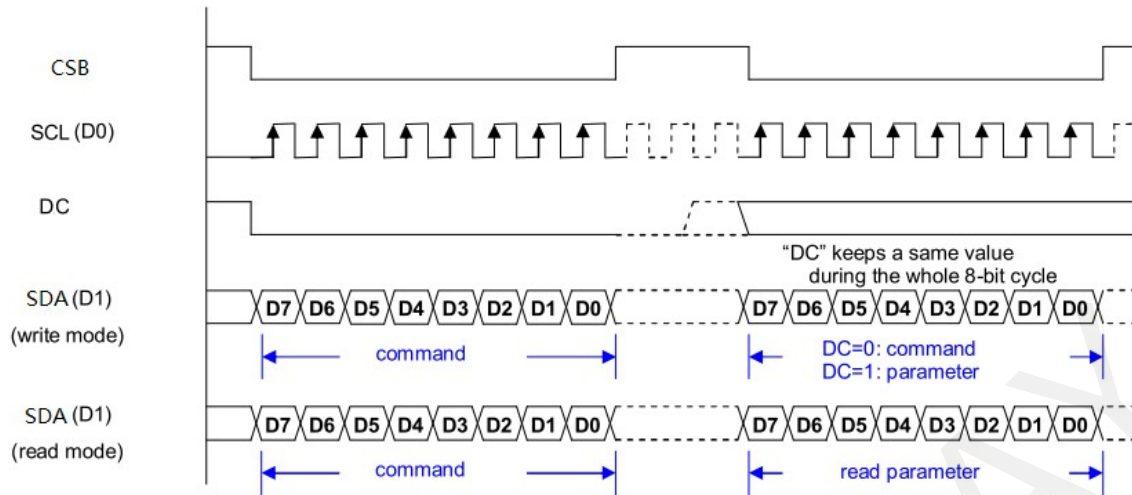 CSB
SCL (D0)
DC
"DC" keeps a same value
during the whole 8-bit cycle
SDA (D1)
(write mode)
D7 D6 D5 D4 D3 D2 D1 D0
D7 D6 D5 D4 D3 D2 D1 D0
command
DC=0: command
DC=1: parameter
SDA (D1)
(read mode)
D7 D6 D5 D4 D3 D2 D1 D0
D7 D6 D5 D4 D3 D2 D1 D0
command
read parameter